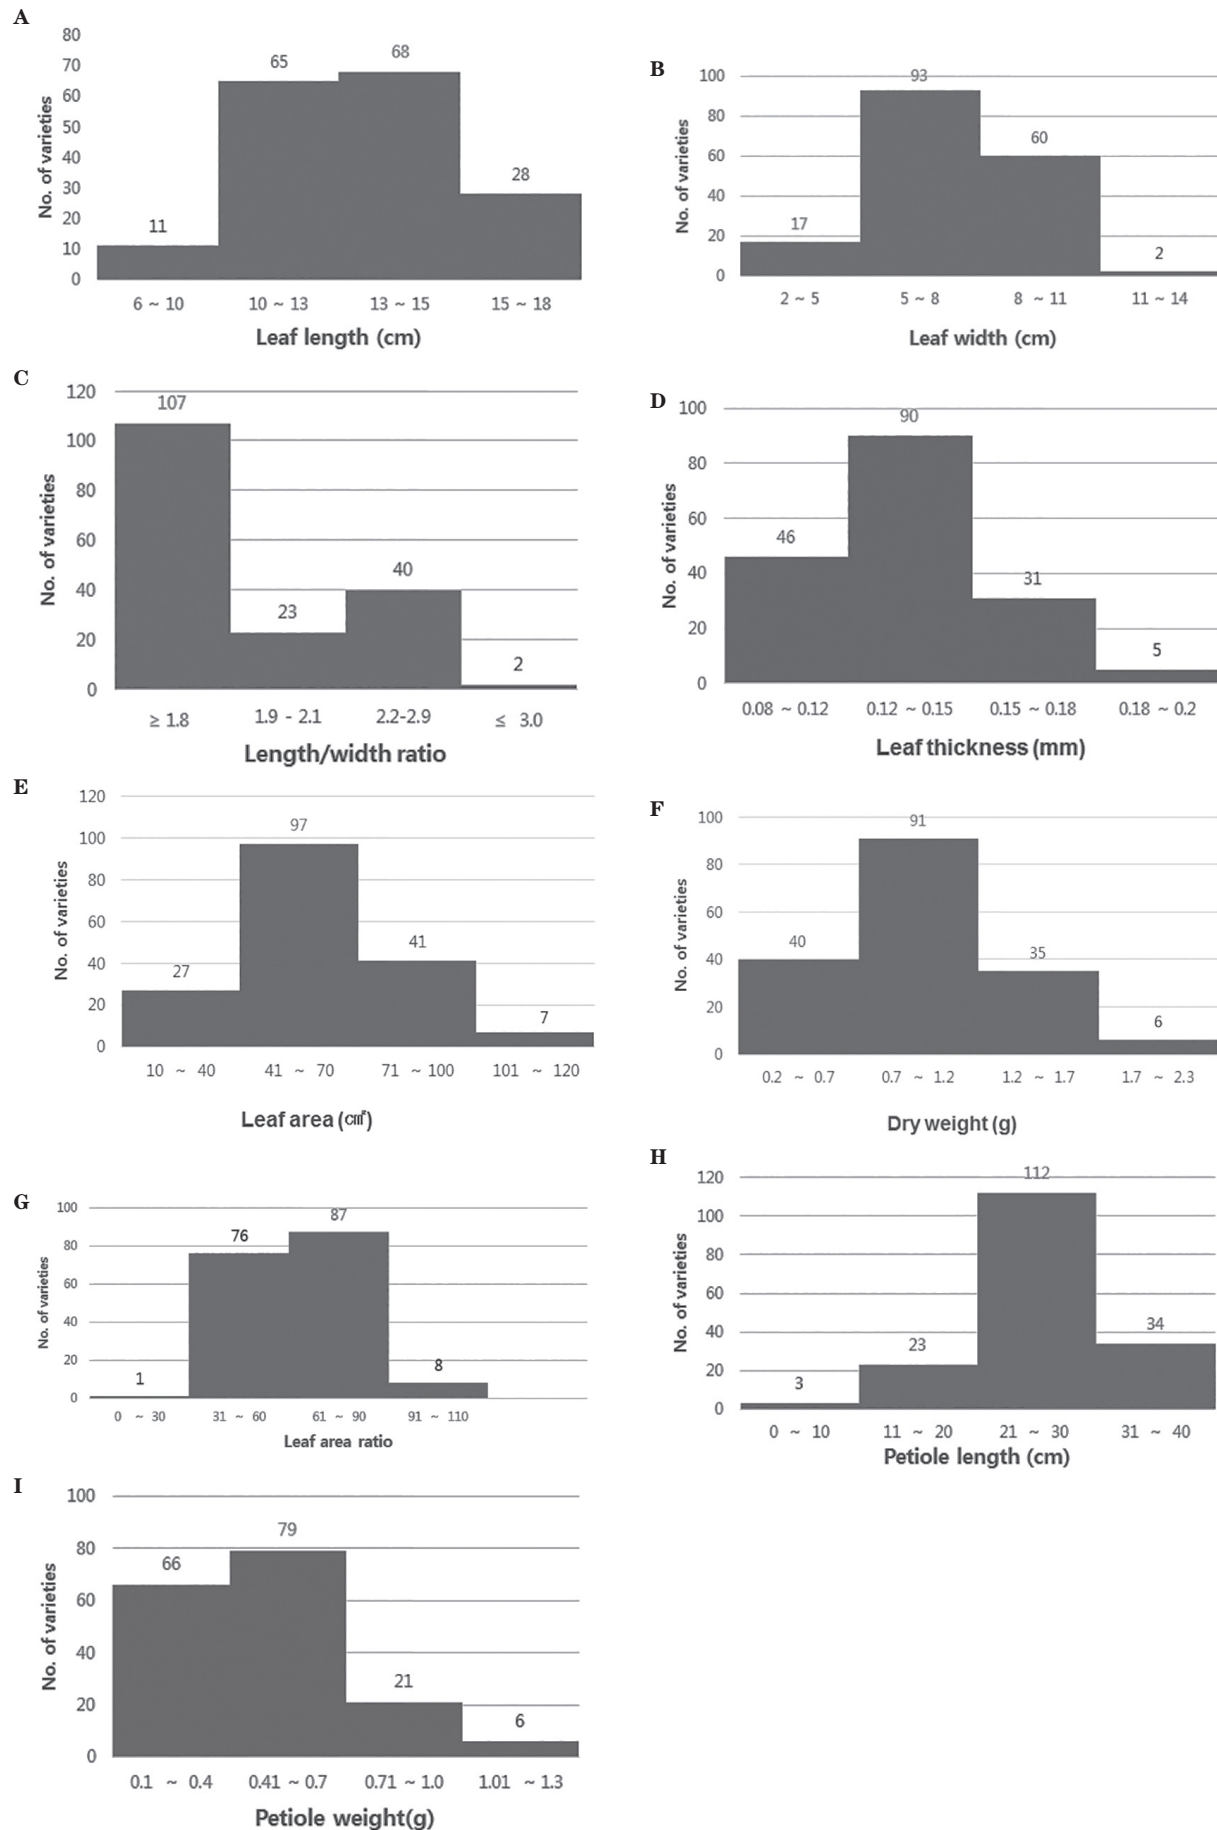 A
80
70
60
50
40
30
20
10
0
No. of varieties
11
65
68
28
6 ~ 10
10 ~ 13
13 ~ 15
15 ~ 18
Leaf length (cm)
B
100
80
60
40
20
0
No. of varieties
17
93
60
2
2 ~ 5
5 ~ 8
8 ~ 11
11 ~ 14
Leaf width (cm)
C
120
100
80
60
40
20
0
No. of varieties
107
23
40
2
≥ 1.8
1.9 - 2.1
2.2-2.9
≤ 3.0
Length/width ratio
D
100
80
60
40
20
0
No. of varieties
46
90
31
5
0.08 ~ 0.12
0.12 ~ 0.15
0.15 ~ 0.18
0.18 ~ 0.2
Leaf thickness (mm)
E
120
100
80
60
40
20
0
No. of varieties
27
97
41
7
10 ~ 40
41 ~ 70
71 ~ 100
101 ~ 120
Leaf area (㎠)
F
100
80
60
40
20
0
No. of varieties
40
91
35
6
0.2 ~ 0.7
0.7 ~ 1.2
1.2 ~ 1.7
1.7 ~ 2.3
Dry weight (g)
G
100
80
60
40
20
0
No. of varieties
1
76
87
8
0 ~ 30
31 ~ 60
61 ~ 90
91 ~ 110
Leaf area ratio
H
120
100
80
60
40
20
0
No. of varieties
3
23
112
34
0 ~ 10
11 ~ 20
21 ~ 30
31 ~ 40
Petiole length (cm)
I
100
80
60
40
20
0
No. of varieties
66
79
21
6
0.1 ~ 0.4
0.41 ~ 0.7
0.71 ~ 1.0
1.01 ~ 1.3
Petiole weight(g)